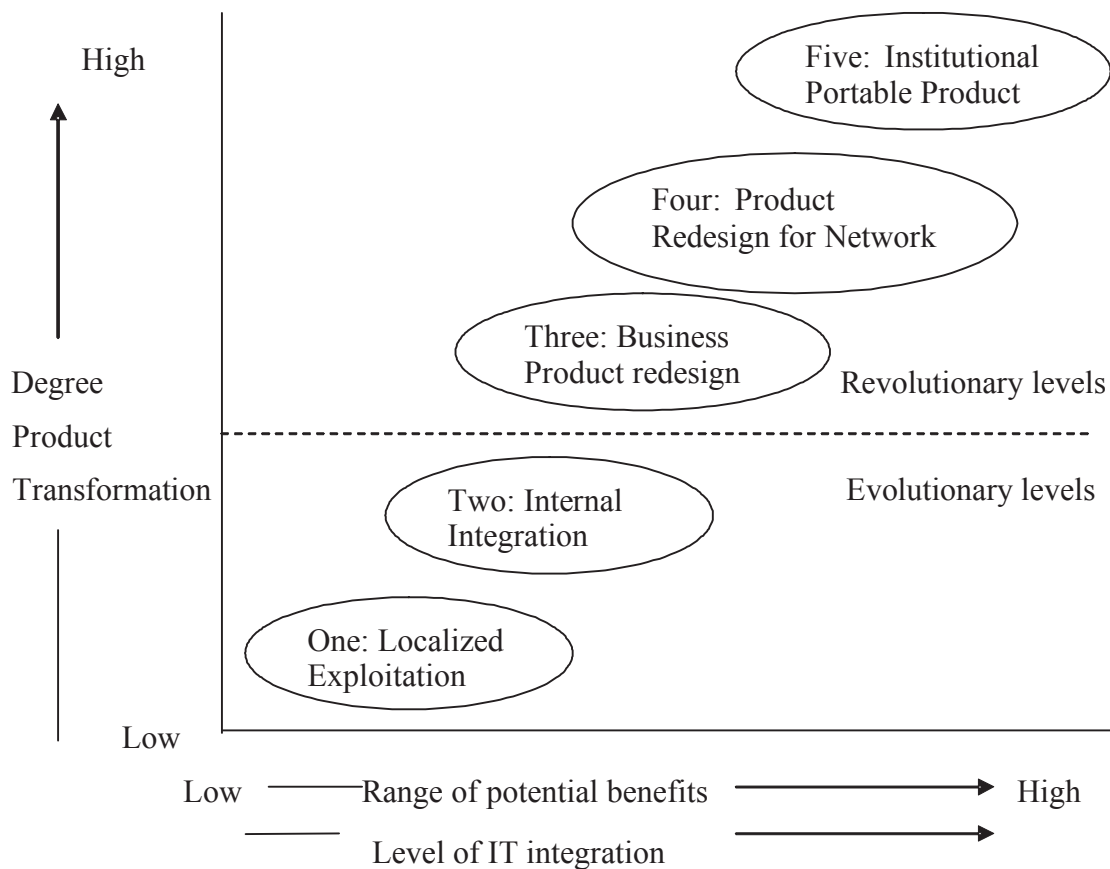 High
Five: Institutional
Portable Product
Four: Product
Redesign for Network
Three: Business
Product redesign
Degree
Product
Transformation
Revolutionary levels
Evolutionary levels
Two: Internal
Integration
One: Localized
Exploitation
Low
Low
Range of potential benefits
High
Level of IT integration